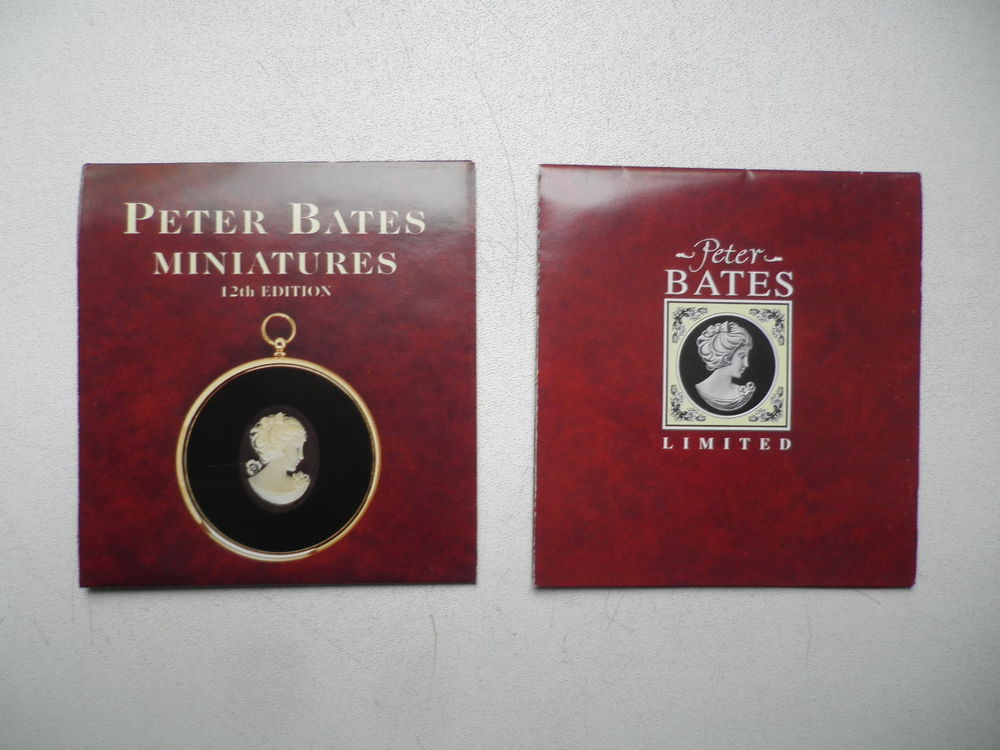 PETER BATES
MINIATURES
12th EDITION
Peter
BATES
LIMITED